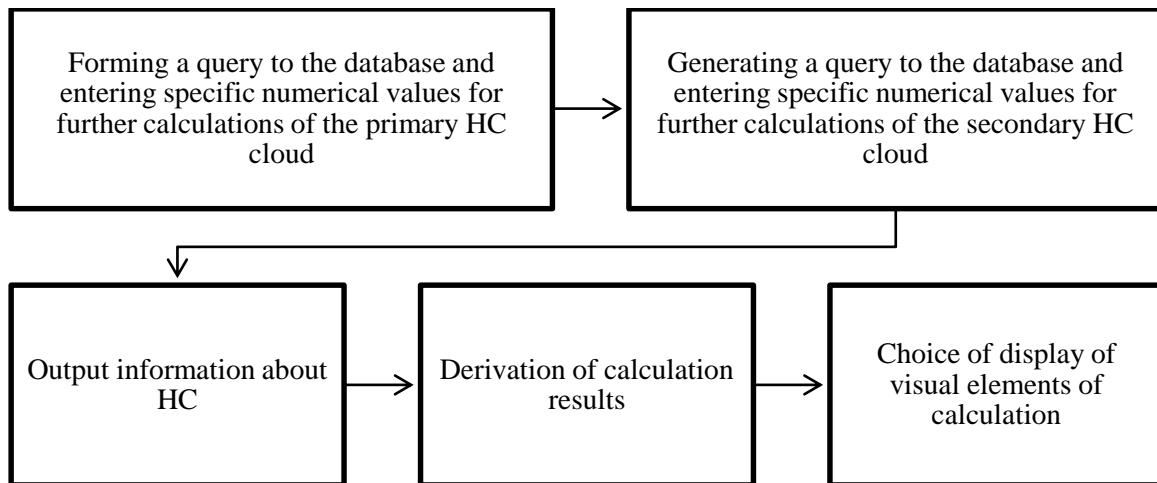 Forming a query to the database and
entering specific numerical values for
further calculations of the primary HC
cloud
Generating a query to the database and
entering specific numerical values for
further calculations of the secondary HC
cloud
Output information about
HC
Derivation of calculation
results
Choice of display of
visual elements of
calculation